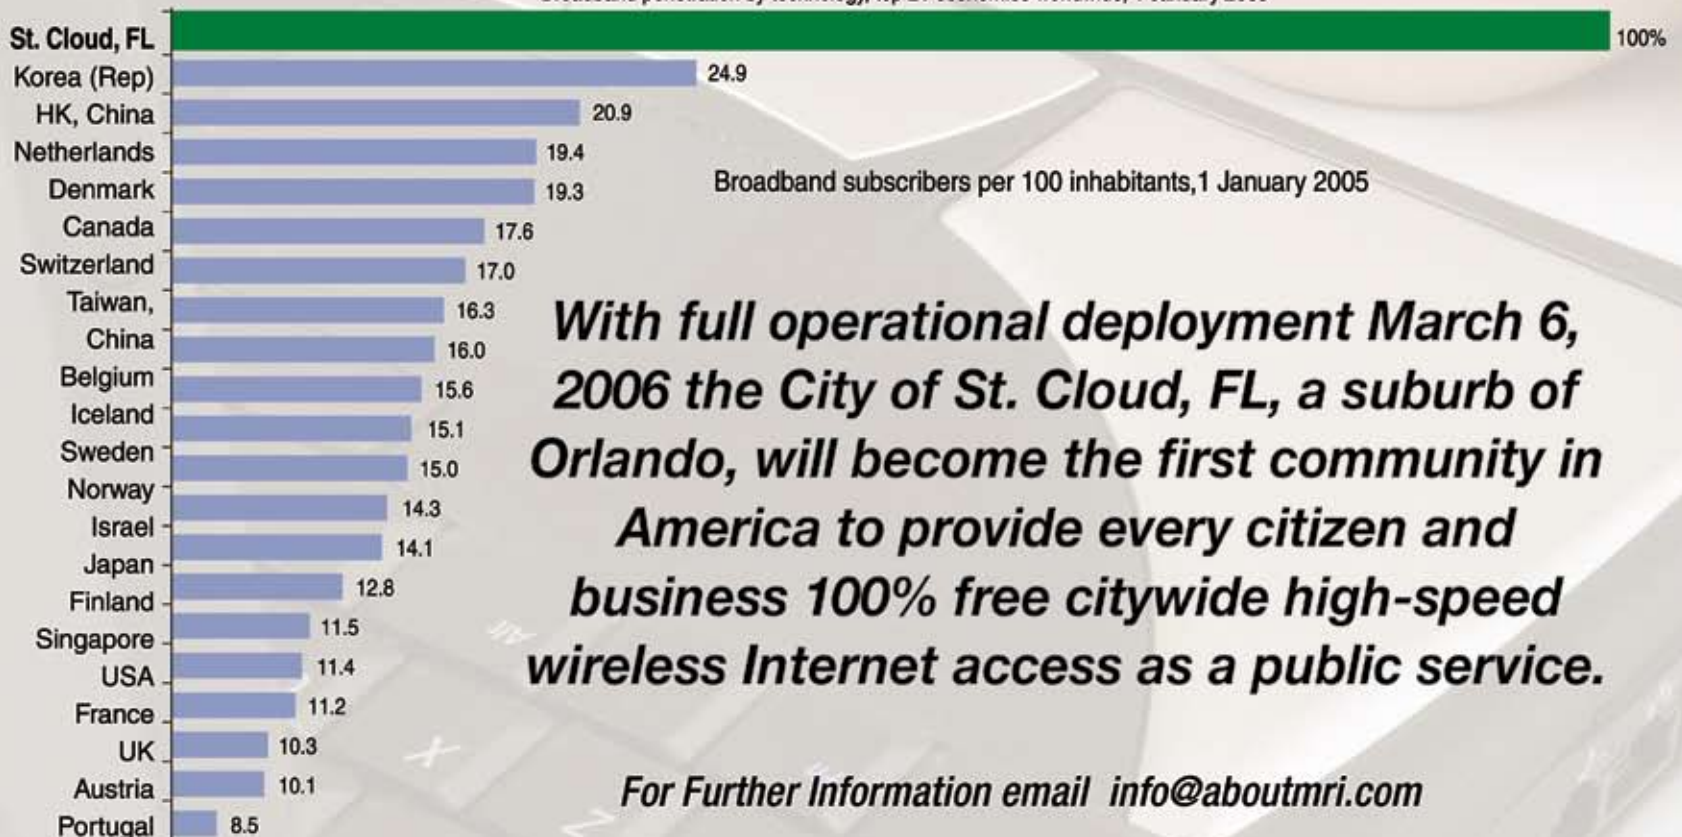 St. Cloud, FL 100%
Korea (Rep) 24.9
HK, China 20.9
Netherlands 19.4
Denmark 19.3
Broadband subscribers per 100 inhabitants,1 January 2005
Canada 17.6
Switzerland 17.0
Taiwan, 16.3
China 16.0
Belgium 15.6
Iceland 15.1
Sweden 15.0
Norway 14.3
Israel 14.1
Japan 12.8
Finland 11.5
Singapore 11.4
USA 11.2
France 10.3
UK 10.1
Austria 8.5
Portugal
With full operational deployment March 6,
2006 the City of St. Cloud, FL, a suburb of
Orlando, will become the first community in
America to provide every citizen and
business 100% free citywide high-speed
wireless Internet access as a public service.
For Further Information email info@aboutmri.com
Alt
X
Z